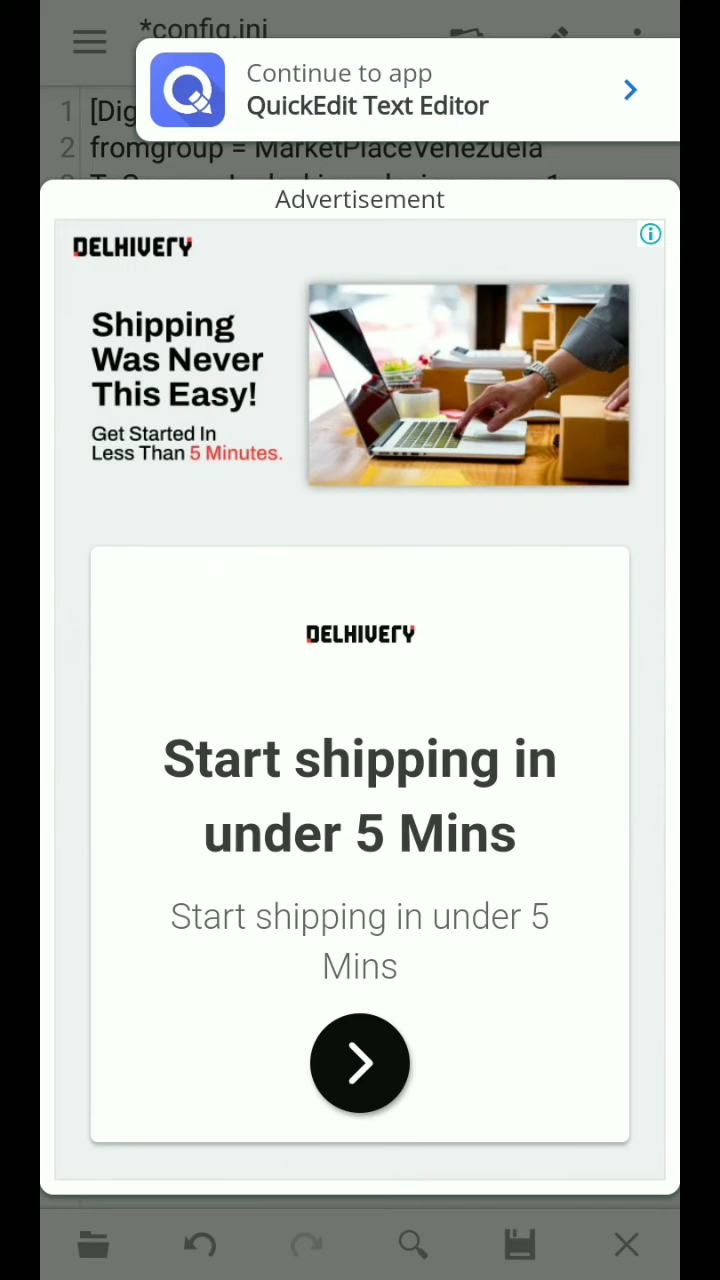 *config.ini
Continue to app
QuickEdit Text Editor
1 [Dig
2 fromgroup = MarketPlaceVenezuela
Advertisement
DELHIVERY
Shipping
Was Never
This Easy!
Get Started In
Less Than 5 Minutes.
DELHIVERY
Start shipping in
under 5 Mins
Start shipping in under 5
Mins